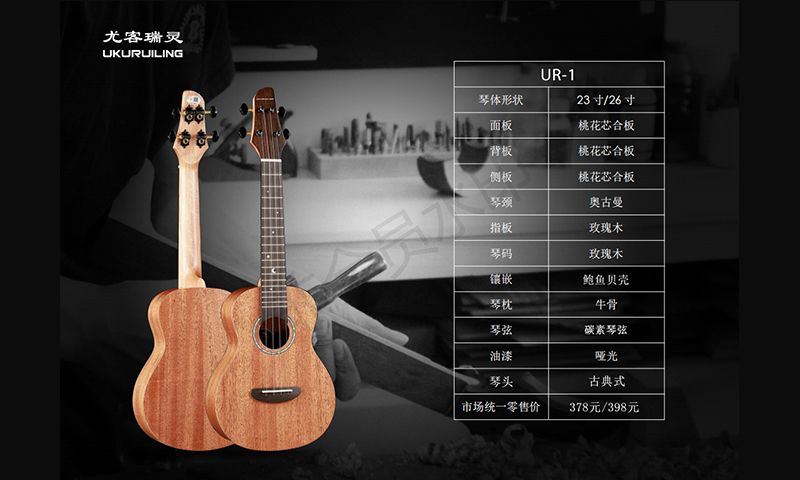 尤客瑞灵
UKURUILING
UR-1
琴体形状 23寸/26寸
面板 桃花芯合板
背板 桃花芯合板
侧板 桃花芯合板
琴颈 奥古曼
指板 玫瑰木
琴码 玫瑰木
镶嵌 鲍鱼贝壳
琴枕 牛骨
琴弦 碳素琴弦
油漆 哑光
琴头 古典式
市场统一零售价 378元/398元